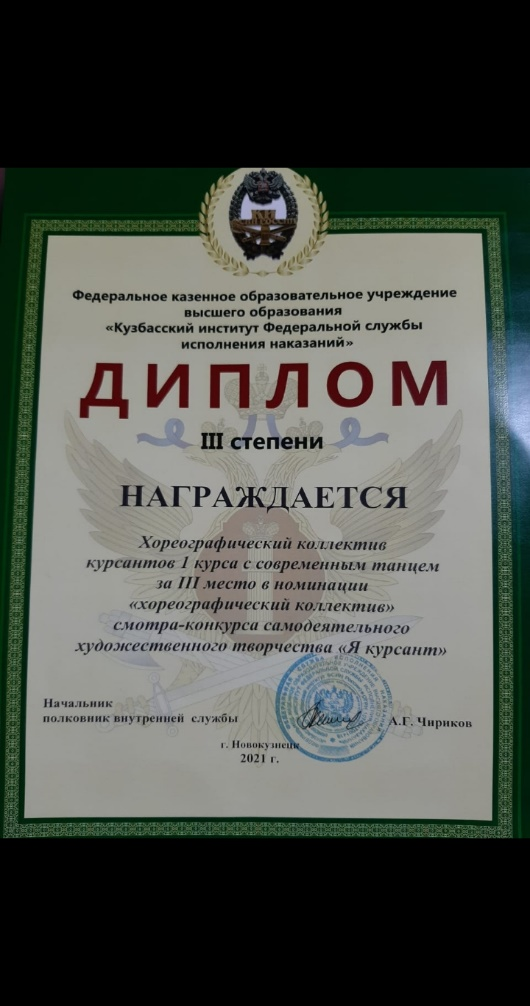 Федеральное казенное образовательное учреждение
высшего образования
«Кузбасский институт Федеральной службы
исполнения наказаний»
ДИПЛОМ
III степени
НАГРАЖДАЕТСЯ
Хореографический коллектив
курсантов 1 курса с современным танцем
за III место в номинации
«хореографический коллектив»
смотра-конкурса самодеятельного
художественного творчества «Я курсант»
Начальник
полковник внутренней службы
А.Г. Чириков
г. Новокузнецк
2021 г.